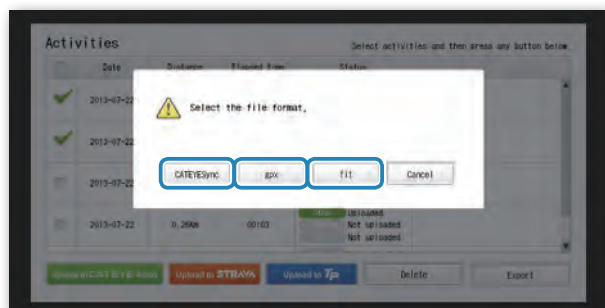 Activities
Select activities and then press any button below.
Date Distance Elapsed time Status
2013-07-22
Select the file format.
2013-07-22
CATEYESync gpx fit Cancel
2013-07-22
Uploaded
2013-07-22 00:03 Not uploaded
Not uploaded
Upload to STRAVA Upload to Tp Delete Export